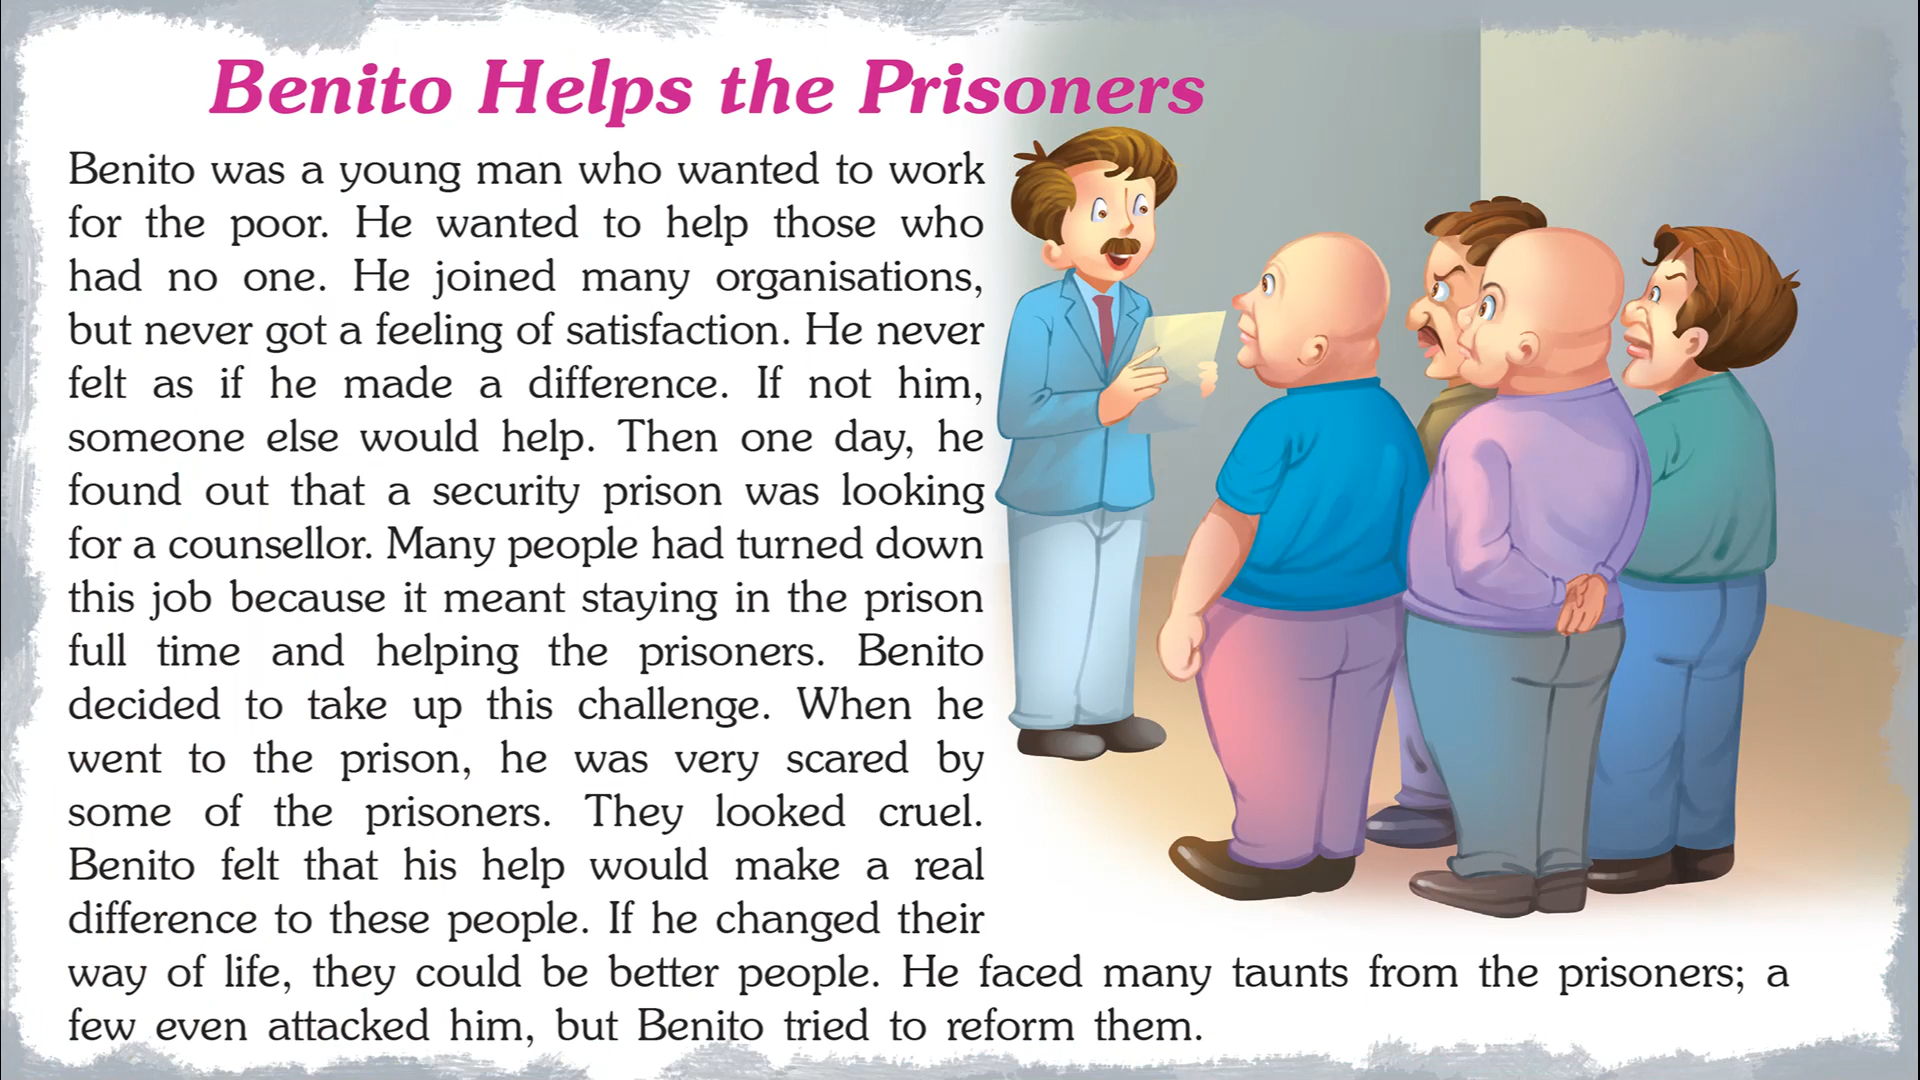 Benito Helps the Prisoners
Benito was a young man who wanted to work
for the poor. He wanted to help those who
had no one. He joined many organisations,
but never got a feeling of satisfaction. He never
felt as if he made a difference. If not him,
someone else would help. Then one day, he
found out that a security prison was looking
for a counsellor. Many people had turned down
this job because it meant staying in the prison
full time and helping the prisoners. Benito
decided to take up this challenge. When he
went to the prison, he was very scared by
some of the prisoners. They looked cruel.
Benito felt that his help would make a real
difference to these people. If he changed their
way of life, they could be better people. He faced many taunts from the prisoners; a
few even attacked him, but Benito tried to reform them.